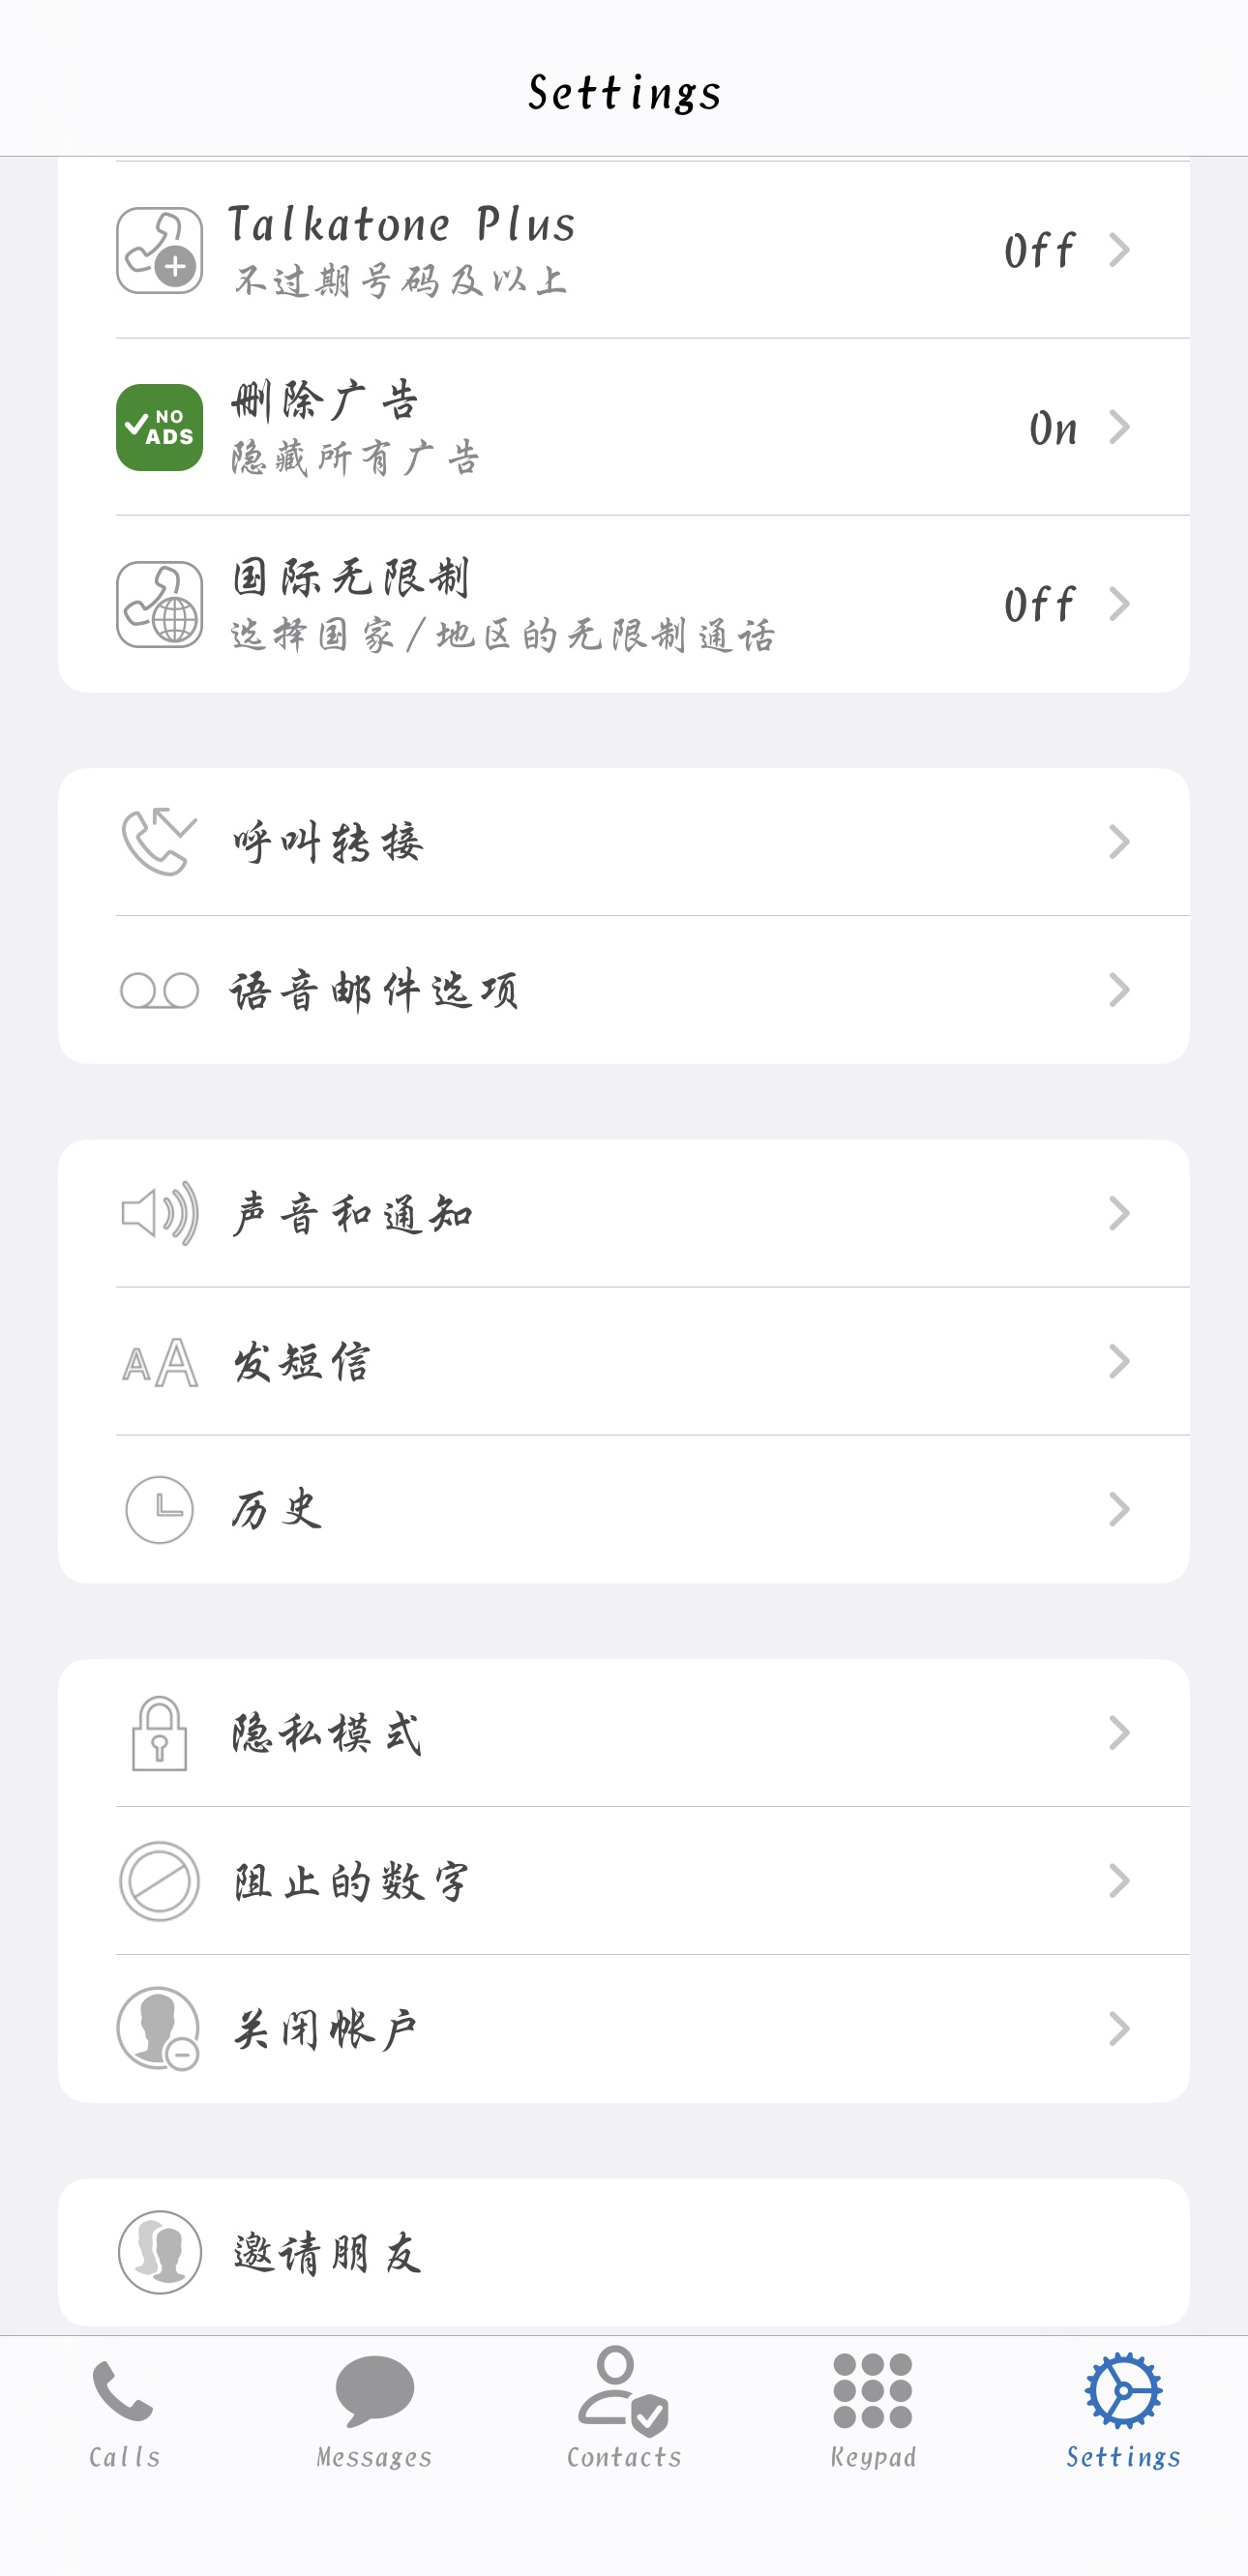 Settings
Talkatone Plus
不过期号码及以上
Off
NO
ADS
删除广告
隐藏所有广告
On
国际无限制
选择国家/地区的无限制通话
Off
呼叫转接
语音邮件选项
声音和通知
AA
发短信
历史
隐私模式
阻止的数字
关闭帐户
邀请朋友
Calls
Messages
Contacts
Keypad
Settings